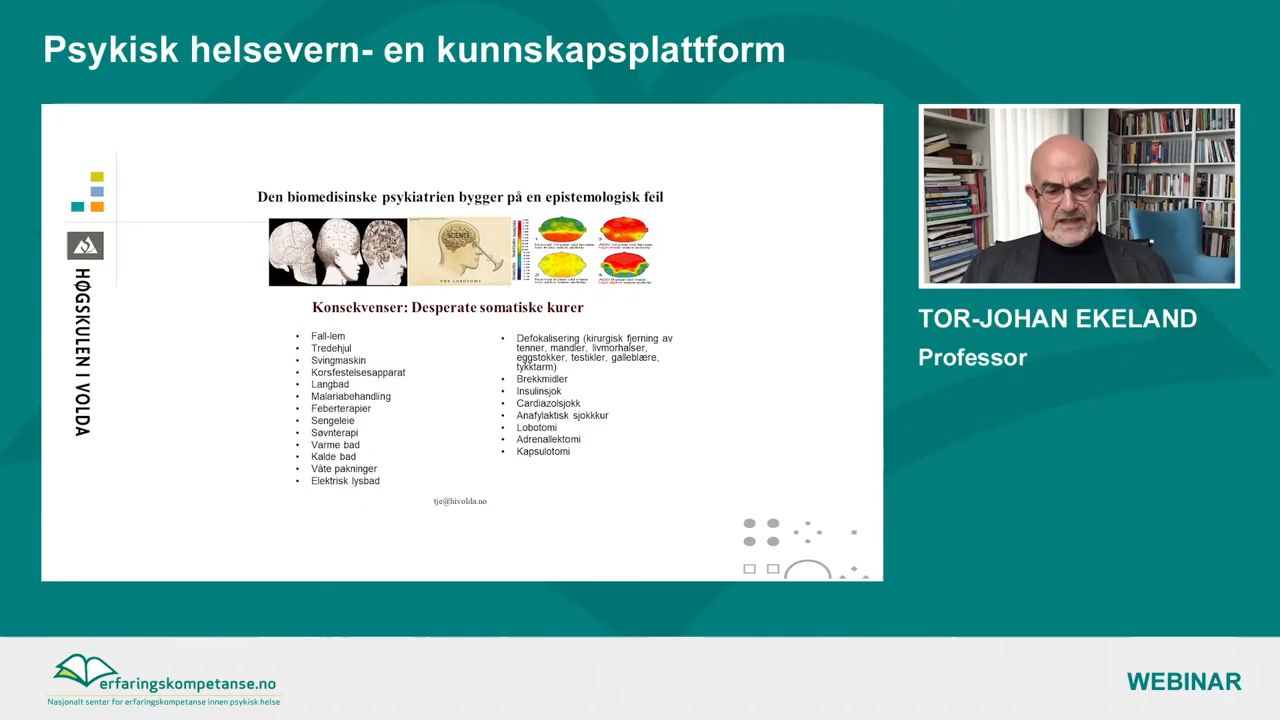 Psykisk helsevern- en kunnskapsplattform
HØGSKULEN I VOLDA
Den biomedisinske psykiatrien bygger på en epistemologisk feil
SCIENCE
THE LOBOTOMY
Konsekvenser: Desperate somatiske kurer
• Fall-lem
• Tredehjul
• Svingmaskin
• Korsfestelsesapparat
• Langbad
• Malariabehandling
• Feberterapier
• Sengeleie
• Søvnterapi
• Varme bad
• Kalde bad
• Våte pakninger
• Elektrisk lysbad
• Defokalisering (kirurgisk fjerning av
tenner, mandler, livmorhalser,
eggstokker, testikler, galleblære,
tykktarm)
• Brekkmidler
• Insulinsjok
• Cardiazolsjokk
• Anafylaktisk sjokkkur
• Lobotomi
• Adrenallektomi
• Kapsulotomi
tje@hivolda.no
TOR-JOHAN EKELAND
Professor
erfaringskompetanse.no
Nasjonalt senter for erfaringskompetanse innen psykisk helse
WEBINAR